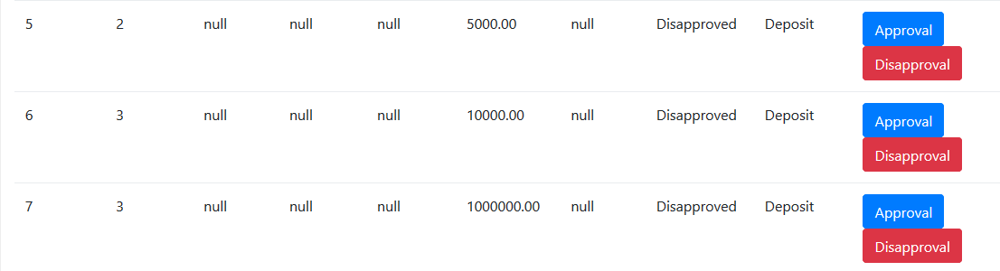 5 2 null null null 5000.00 null Disapproved Deposit Approval
Disapproval
6 3 null null null 10000.00 null Disapproved Deposit Approval
Disapproval
7 3 null null null 1000000.00 null Disapproved Deposit Approval
Disapproval